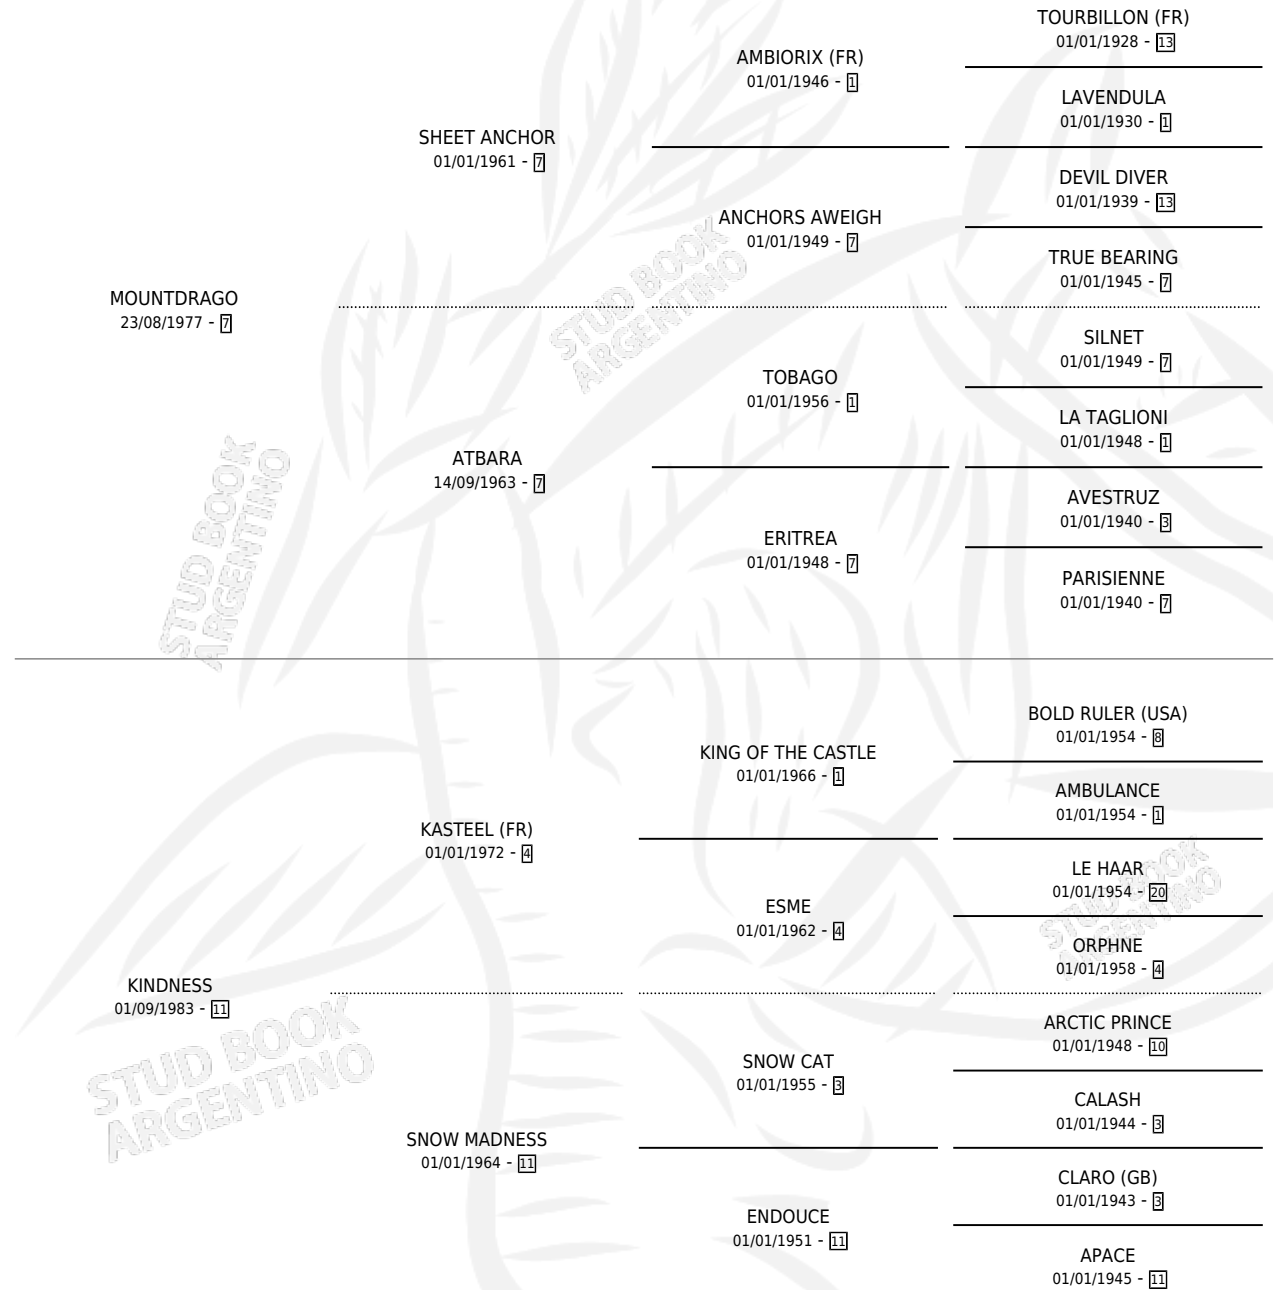 TOURBILLON (FR)
01/01/1928 - 13
AMBIORIX (FR)
01/01/1946 - 1
LAVENDULA
01/01/1930 - 1
SHEET ANCHOR
01/01/1961 - 7
DEVIL DIVER
01/01/1939 - 13
ANCHORS AWEIGH
01/01/1949 - 7
TRUE BEARING
01/01/1945 - 7
MOUNTDRAGO
23/08/1977 - 7
SILNET
01/01/1949 - 7
TOBAGO
01/01/1956 - 1
LA TAGLIONI
01/01/1948 - 1
ATBARA
14/09/1963 - 7
AVESTRUZ
01/01/1940 - 3
ERITREA
01/01/1948 - 7
PARISIENNE
01/01/1940 - 7
STUD BOOK
ARGENTINO
STUD BOOK
ARGENTINO
BOLD RULER (USA)
01/01/1954 - 8
KING OF THE CASTLE
01/01/1966 - 1
AMBULANCE
01/01/1954 - 1
KASTEEL (FR)
01/01/1972 - 4
LE HAAR
01/01/1954 - 20
ESME
01/01/1962 - 4
ORPHNE
01/01/1958 - 4
KINDNESS
01/09/1983 - 11
ARCTIC PRINCE
01/01/1948 - 10
SNOW CAT
01/01/1955 - 3
CALASH
01/01/1944 - 3
SNOW MADNESS
01/01/1964 - 11
CLARO (GB)
01/01/1943 - 3
ENDOUCE
01/01/1951 - 11
APACE
01/01/1945 - 11
STUD BOOK
ARGENTINO
STUD BOOK
ARGENTINO